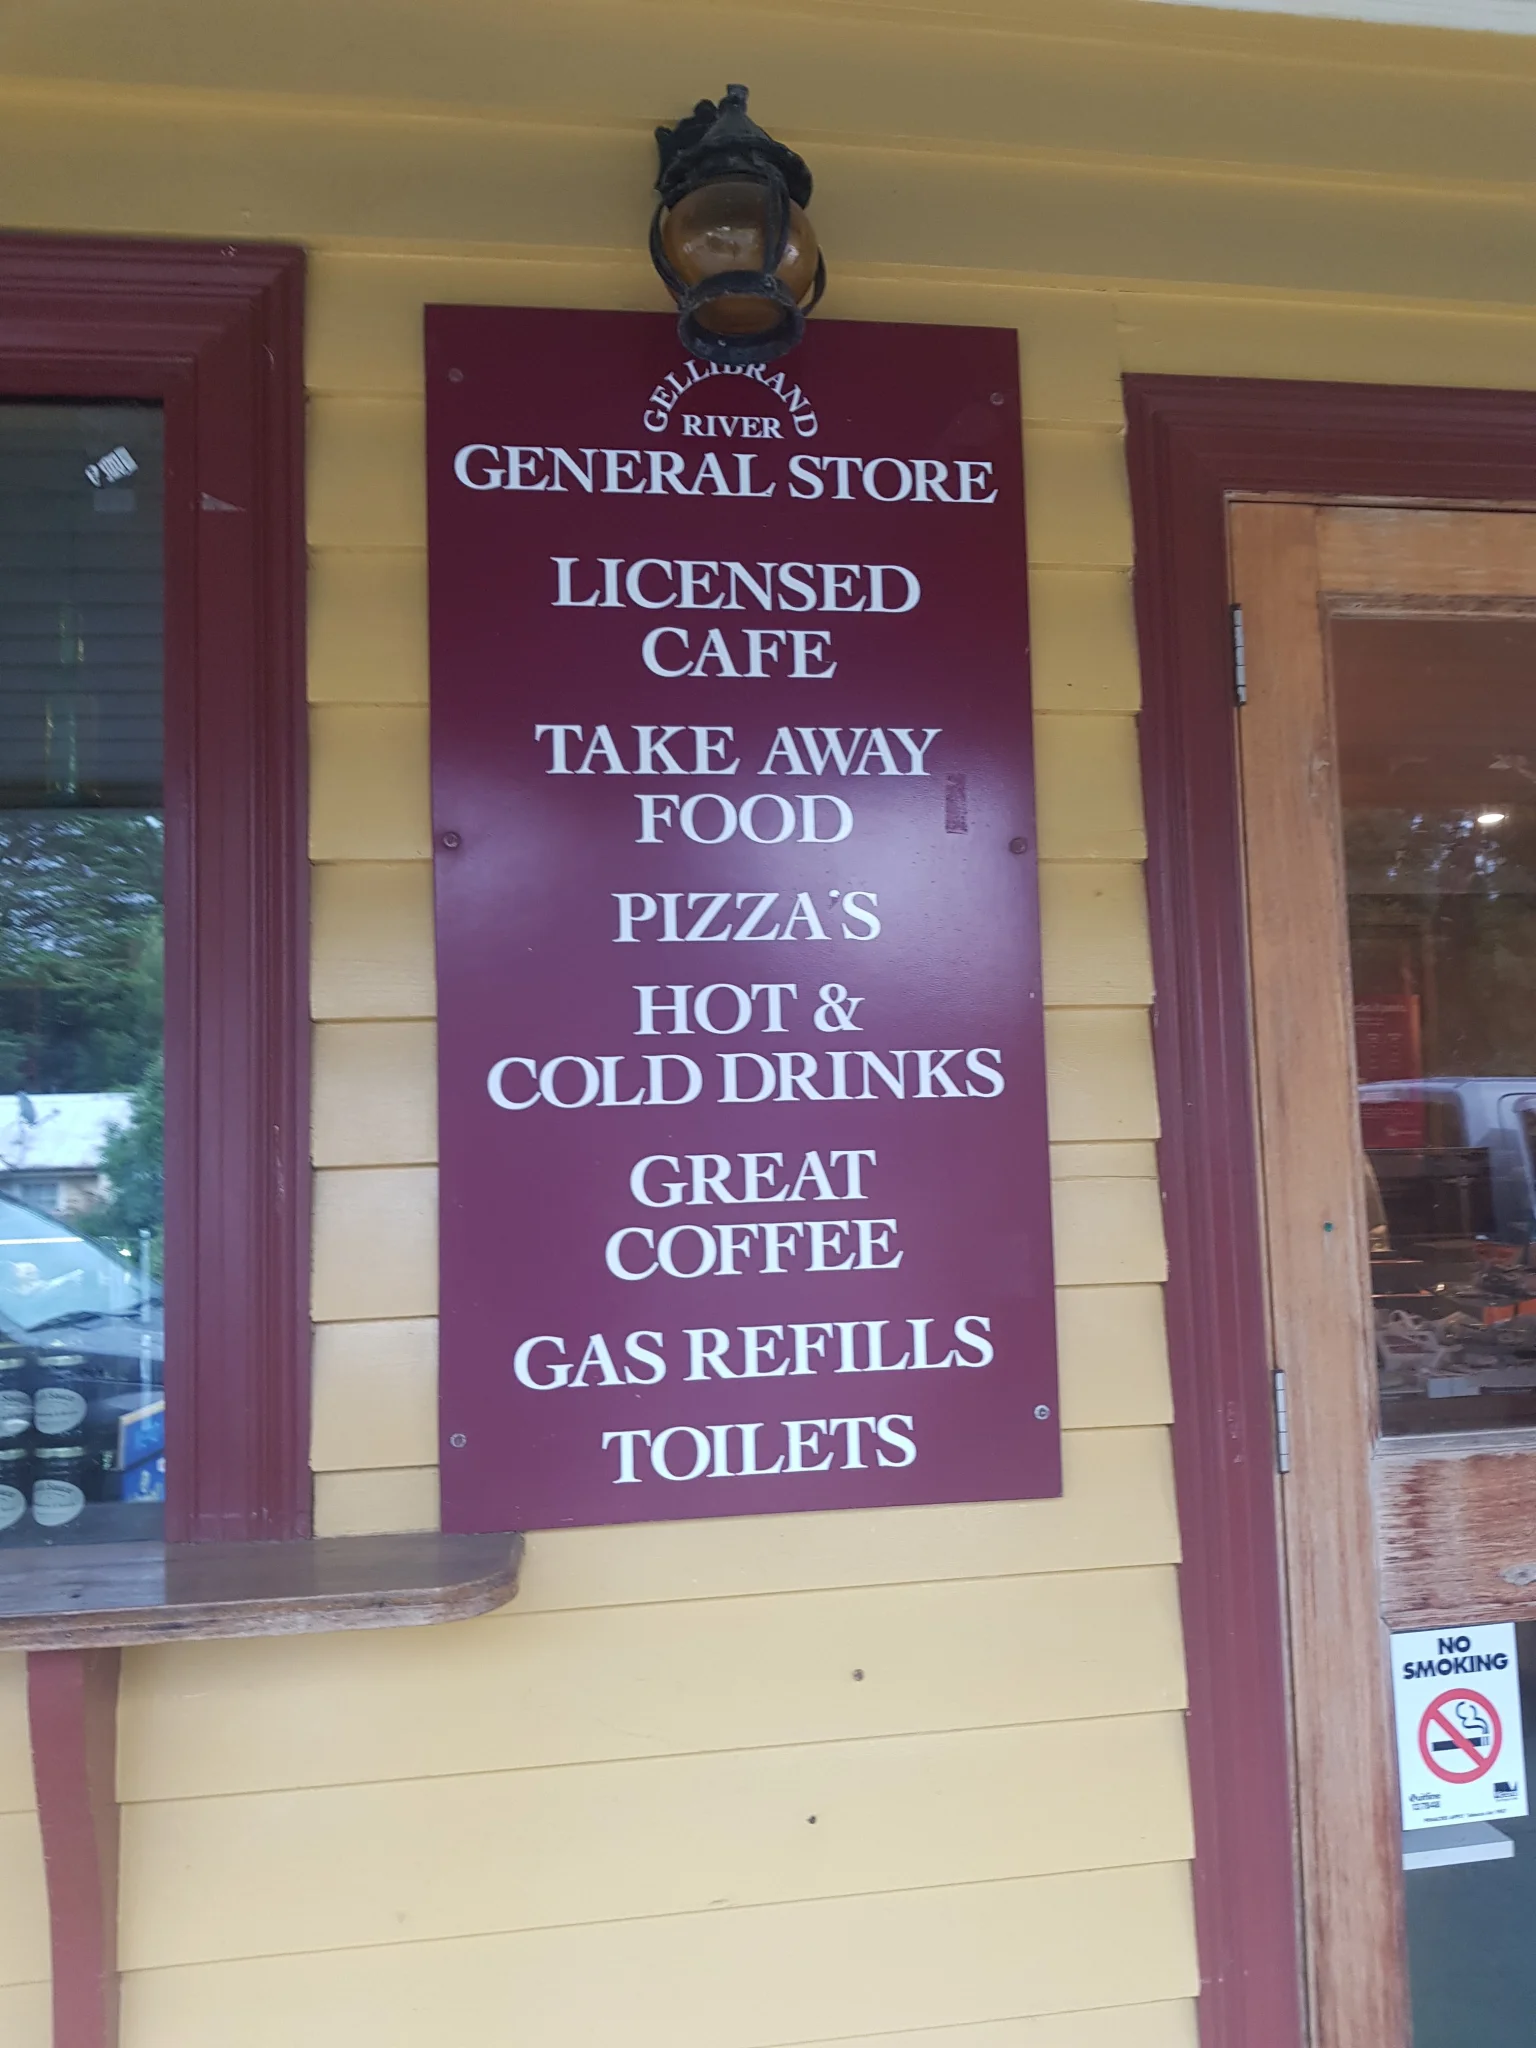 GELLIBRAND
RIVER
GENERAL STORE
LICENSED
CAFE
TAKE AWAY
FOOD
PIZZA'S
HOT &
COLD DRINKS
GREAT
COFFEE
GAS REFILLS
TOILETS
NO
SMOKING
Quitline